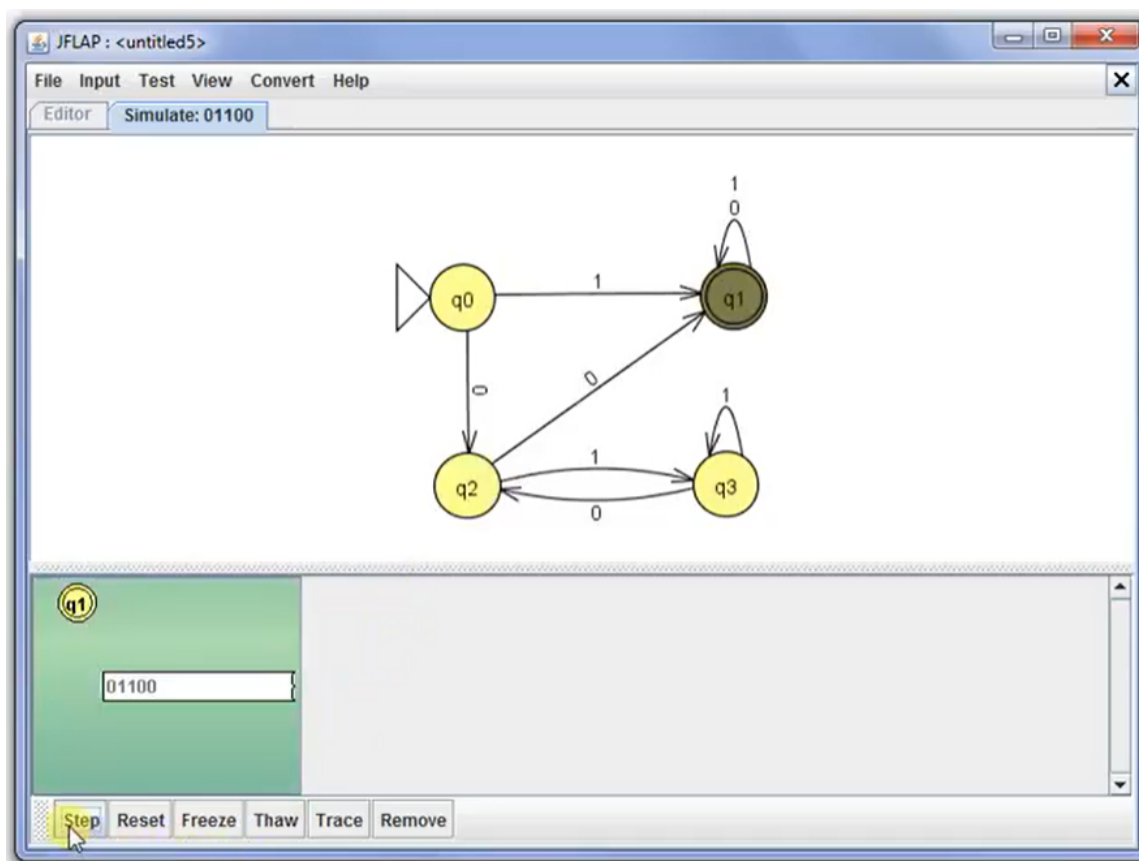 JFLAP : <untitled5>
File Input Test View Convert Help
Editor Simulate: 01100
1
0
q0
1
q1
0
0
1
q2
1
q3
0
q1
01100
Step Reset Freeze Thaw Trace Remove